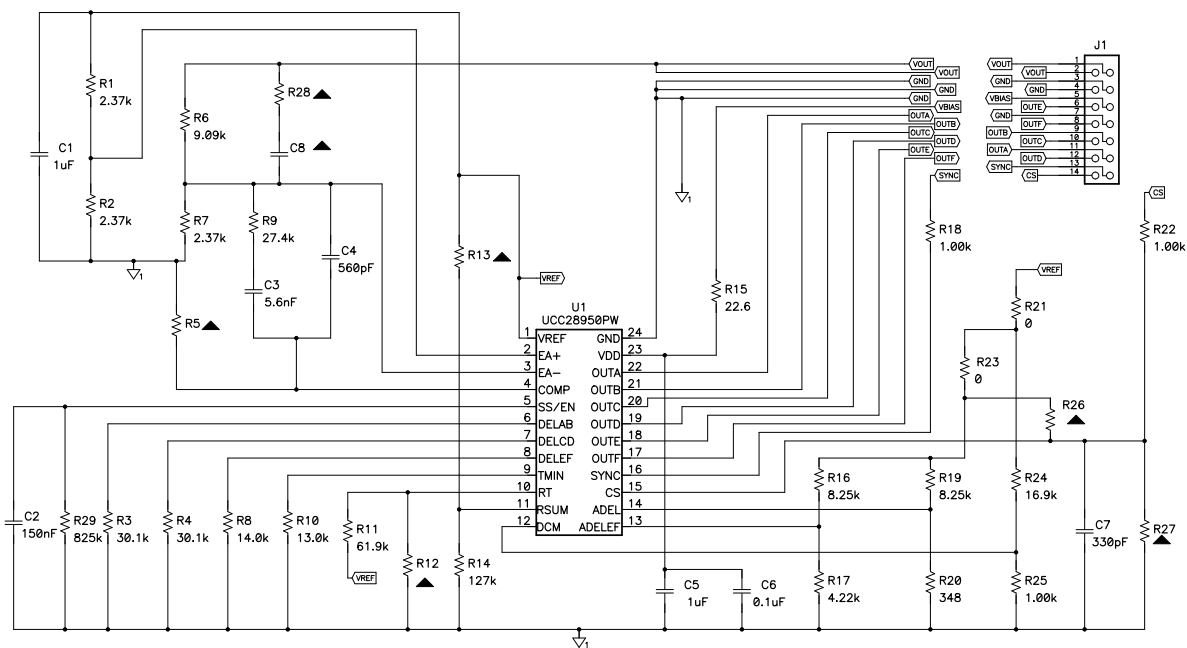 J1
R1
2.37k
R28
R6
9.09k
C1
1uF
C8
R2
2.37k
R7
2.37k
R9
27.4k
C4
560pF
C3
5.6nF
R5
1
R13
VREF
R15
22.6
R18
1.00k
VOUT
VOUT
GND
GND
GND
VBIAS
OUTA
OUTB
OUTC
OUTD
OUTE
OUTF
SYNC
VOUT 1
VOUT 2
GND 3
GND 4
VBIAS 5
OUTE 6
GND 7
OUTF 8
OUTB 9
OUTC 10
OUTA 11
OUTD 12
SYNC 13
CS 14
1
CS
R22
1.00k
VREF
R21
0
R23
0
R26
U1
UCC28950PW
1 VREF GND 24
2 EA+ VDD 23
3 EA- OUTA 22
4 COMP OUTB 21
5 SS/EN OUTC 20
6 DELAB OUTD 19
7 DELCD OUTE 18
8 DELEF OUTF 17
9 TMIN SYNC 16
10 RT CS 15
11 RSUM ADEL 14
12 DCM ADELEF 13
C2
150nF
R29
825k
R3
30.1k
R4
30.1k
R8
14.0k
R10
13.0k
R11
61.9k
VREF
R12
R14
127k
C5
1uF
C6
0.1uF
R16
8.25k
R19
8.25k
R24
16.9k
R17
4.22k
R20
348
R25
1.00k
C7
330pF
R27
1